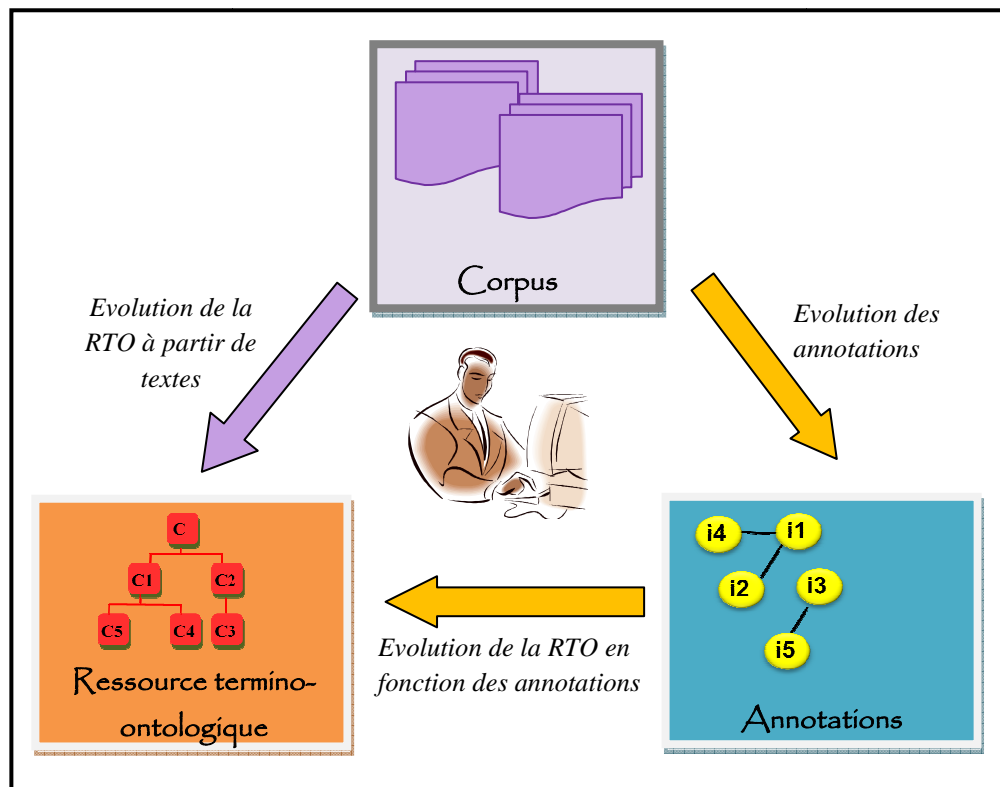 Corpus
Evolution de la
RTO à partir de
textes
Evolution des
annotations
C
C1
C2
C5
C4
C3
Ressource termino-
ontologique
Evolution de la RTO en
fonction des annotations
i4
i1
i2
i3
i5
Annotations